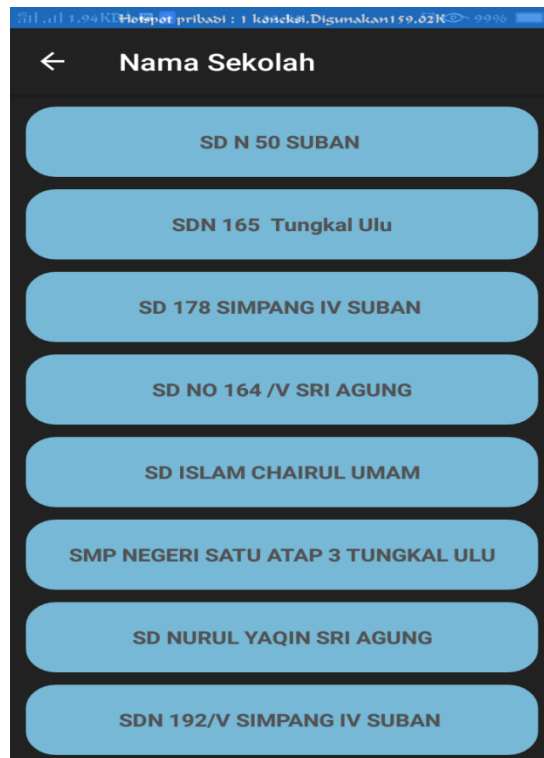 Hotspot pribadi : 1 koneksi,Digunakan159,02K 99%
Nama Sekolah
SD N 50 SUBAN
SDN 165 Tungkal Ulu
SD 178 SIMPANG IV SUBAN
SD NO 164 /V SRI AGUNG
SD ISLAM CHAIRUL UMAM
SMP NEGERI SATU ATAP 3 TUNGKAL ULU
SD NURUL YAQIN SRI AGUNG
SDN 192/V SIMPANG IV SUBAN